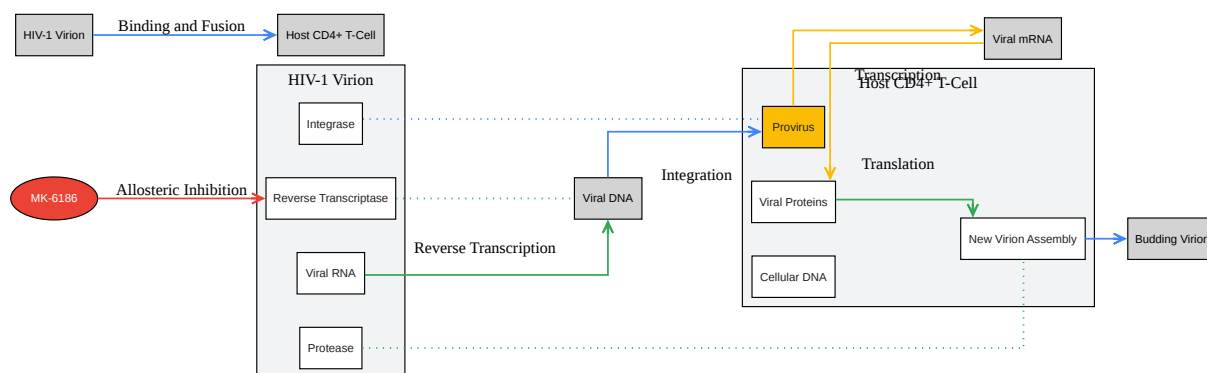 HIV-1 Virion
Binding and Fusion
Host CD4+ T-Cell
Viral mRNA
HIV-1 Virion
Transcription
Host CD4+ T-Cell
Integrase
Provirus
Translation
Integration
MK-6186
Allosteric Inhibition
Reverse Transcriptase
Viral DNA
Viral Proteins
Reverse Transcription
New Virion Assembly
Budding Virion
Viral RNA
Cellular DNA
Protease